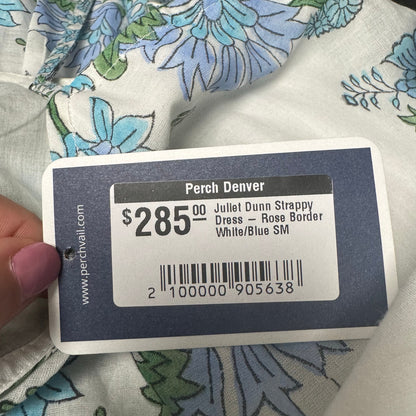 Perch Denver
$285.00
Juliet Dunn Strappy
Dress – Rose Border
White/Blue SM
2 100000 905638
www.perchvail.com